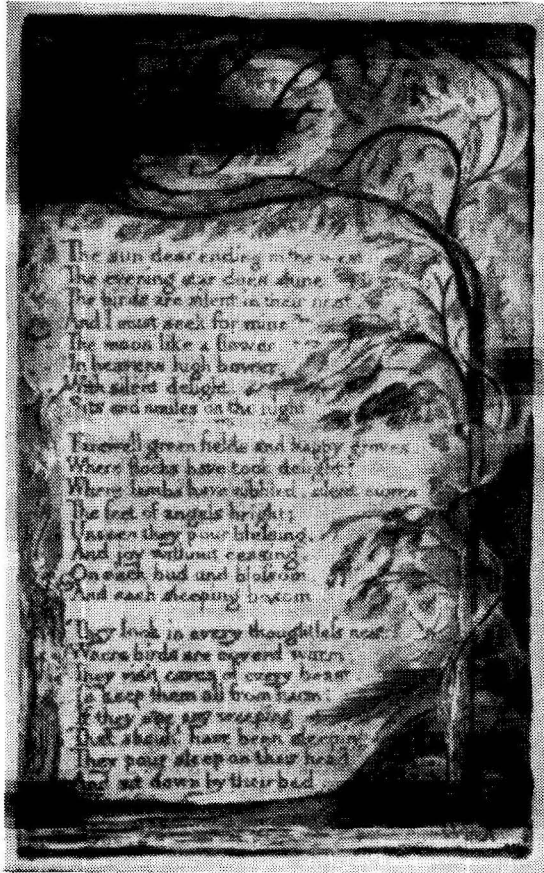 The sun descending in the west
The evening star does shine
The birds are silent in their nest
And I must seek for mine
The moon like a flower
In heavens high bower
With silent delight
Sits and smiles on the night
Farewell green fields and happy groves
Where flocks have took delight
Where lambs have nibbled, silent moves
The feet of angels bright;
Unseen they pour blessing,
And joy without ceasing
On each bud and blossom
And each sleeping bosom
They look in every thoughtless nest
Where birds are coverd warm
They visit caves of every beast
To keep them all from harm:
If they see any weeping
That should have been sleeping
They pour sleep on their head
And sit down by their bed